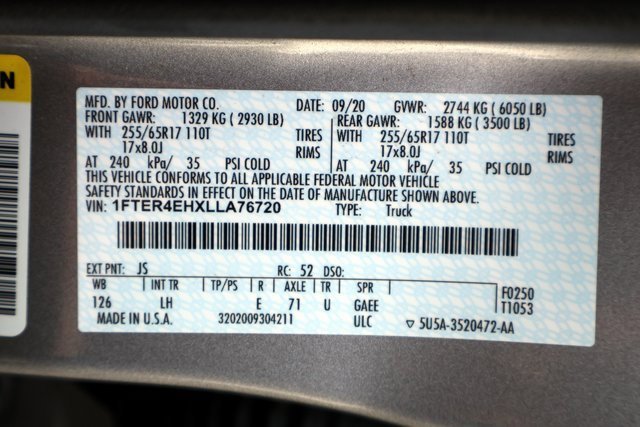 N
MFD. BY FORD MOTOR CO. DATE: 09/20 GVWR: 2744 KG ( 6050 LB)
FRONT GAWR: 1329 KG ( 2930 LB) REAR GAWR: 1588 KG ( 3500 LB)
WITH 255/65R17 110T TIRES WITH 255/65R17 110T TIRES
17x8.0J RIMS 17x8.0J RIMS
AT 240 kPa/ 35 PSI COLD AT 240 kPa/ 35 PSI COLD
THIS VEHICLE CONFORMS TO ALL APPLICABLE FEDERAL MOTOR VEHICLE
SAFETY STANDARDS IN EFFECT ON THE DATE OF MANUFACTURE SHOWN ABOVE.
VIN: 1FTER4EHXLLA76720 TYPE: Truck
EXT PNT: JS RC: 52 DSO:
WB INT TR TP/PS R AXLE TR SPR F0250
126 LH E 71 U GAEE T1053
MADE IN U.S.A. 3202009304211 ULC ▽ 5U5A-3520472-AA